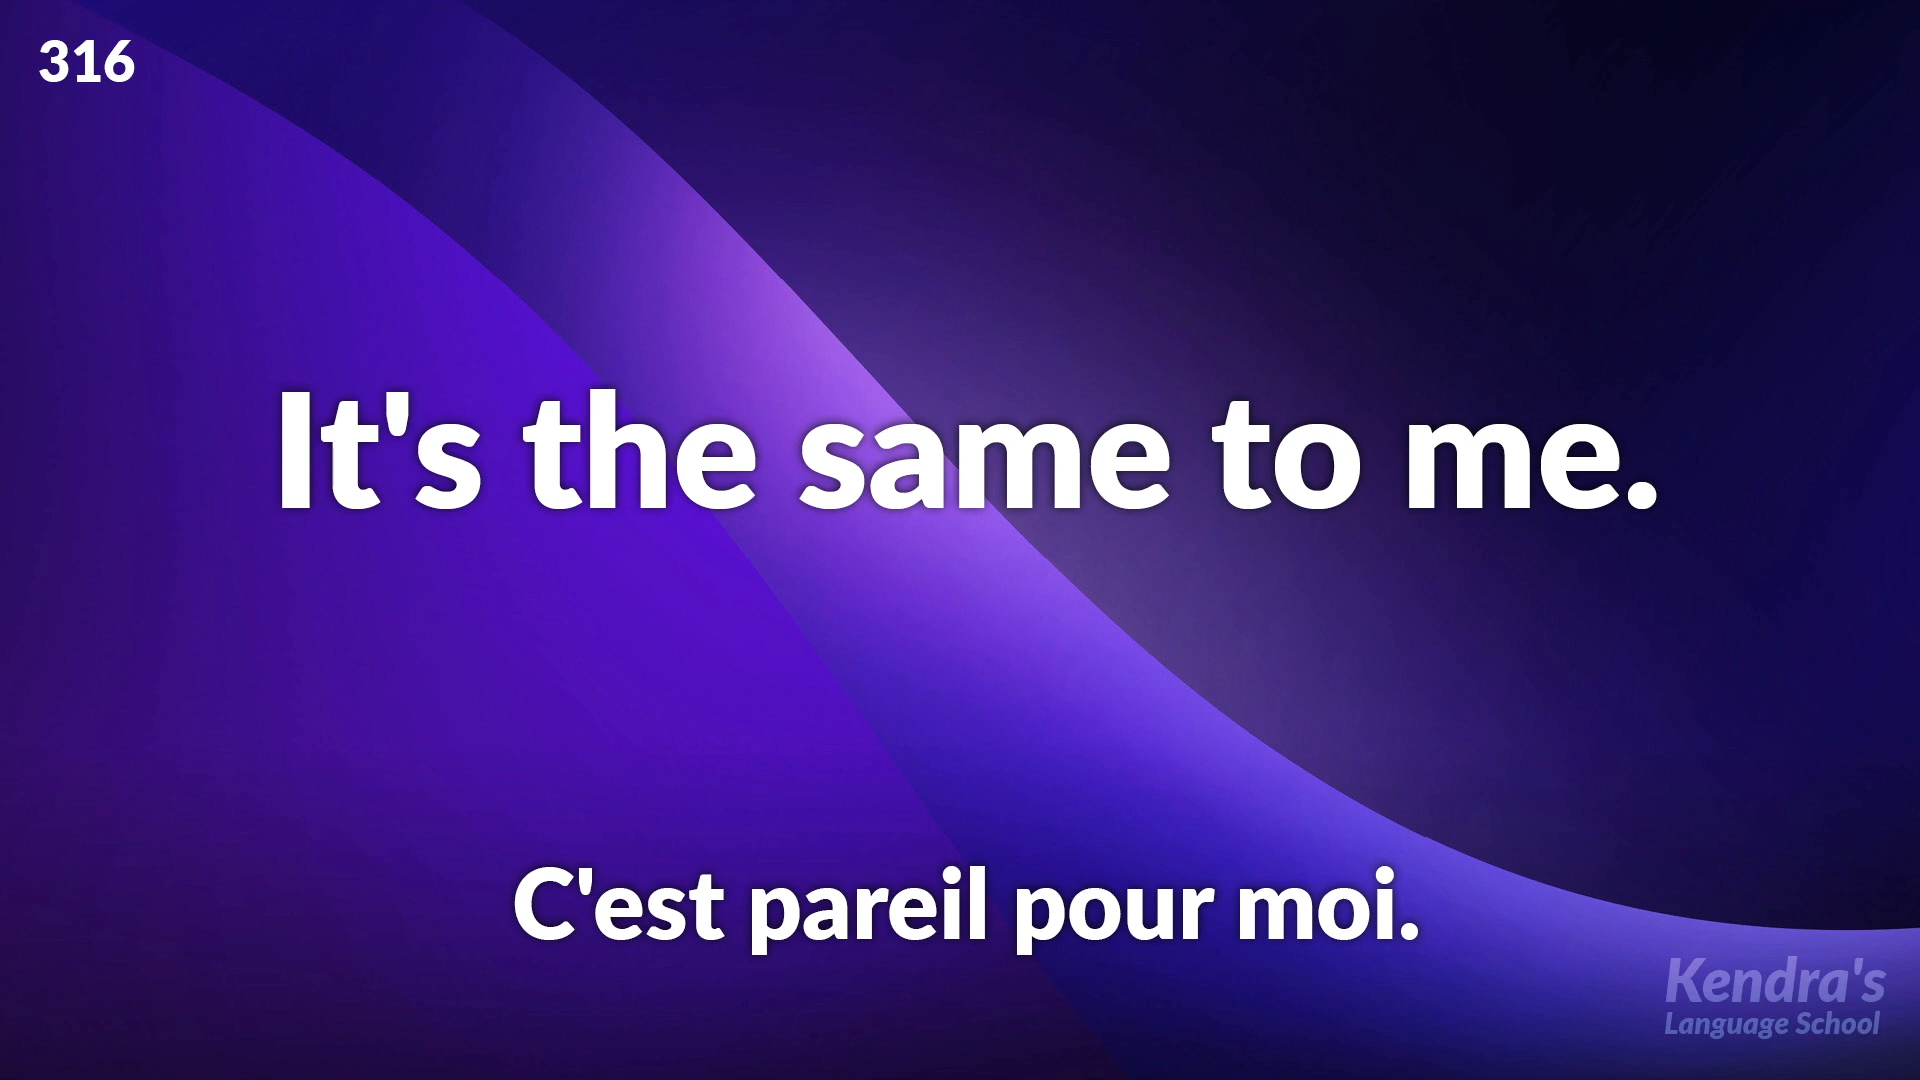 316
It's the same to me.
C'est pareil pour moi.
Kendra's
Language School